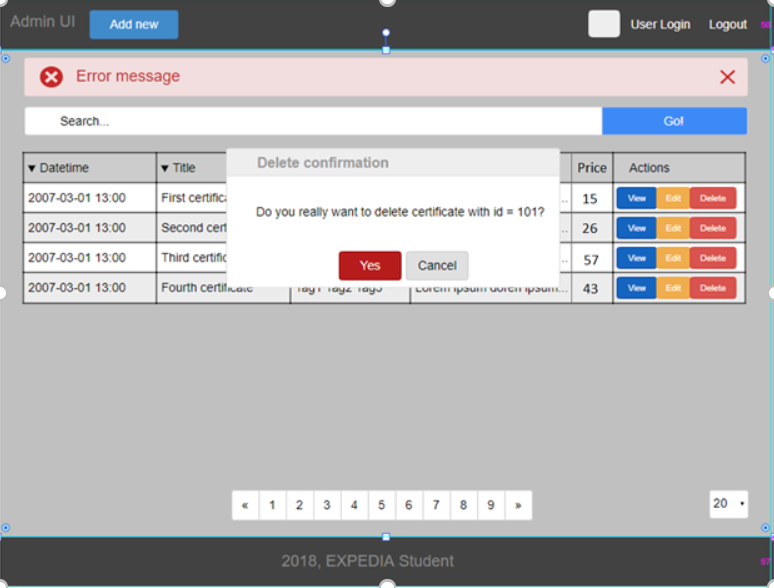 Admin UI Add new User Login Logout
Error message
Search... Go!
▼ Datetime ▼ Title Price Actions
Delete confirmation
Do you really want to delete certificate with id = 101?
Yes Cancel
2007-03-01 13:00 First certific ... 15 View Edit Delete
2007-03-01 13:00 Second cert ... 26 View Edit Delete
2007-03-01 13:00 Third certific ... 57 View Edit Delete
2007-03-01 13:00 Fourth certificate Tag1 Tag2 Tag3 Lorem ipsum dorem ipsum... 43 View Edit Delete
« 1 2 3 4 5 6 7 8 9 » 20
2018, EXPEDIA Student